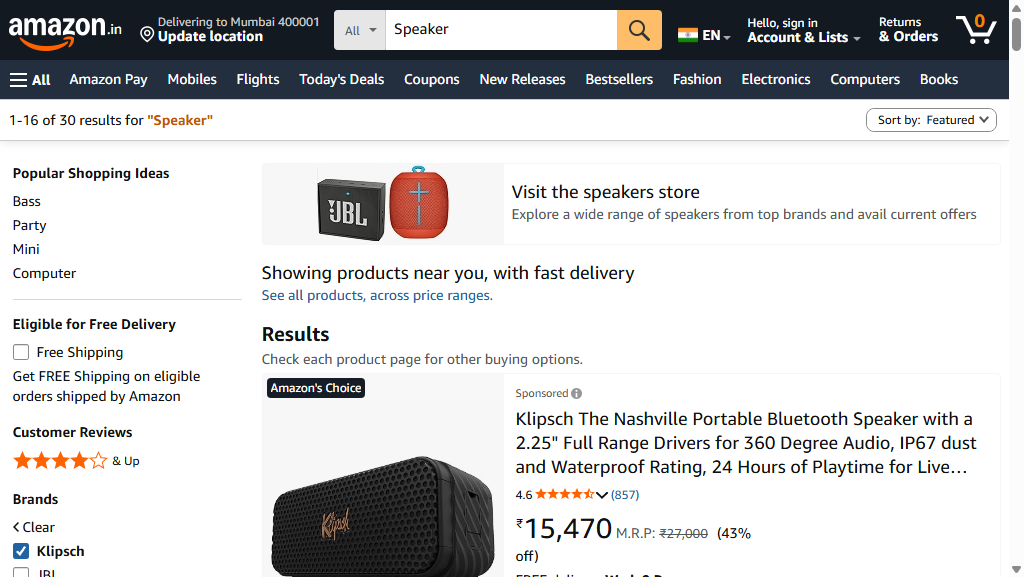 amazon.in
Delivering to Mumbai 400001
Update location
All
Speaker
EN
Hello, sign in
Account & Lists
Returns
& Orders
0
All
Amazon Pay
Mobiles
Flights
Today's Deals
Coupons
New Releases
Bestsellers
Fashion
Electronics
Computers
Books
1-16 of 30 results for "Speaker"
Sort by: Featured
Popular Shopping Ideas
Bass
Party
Mini
Computer
Eligible for Free Delivery
Free Shipping
Get FREE Shipping on eligible
orders shipped by Amazon
Customer Reviews
& Up
Brands
Clear
Klipsch
JBL
JBL
Visit the speakers store
Explore a wide range of speakers from top brands and avail current offers
Showing products near you, with fast delivery
See all products, across price ranges.
Results
Check each product page for other buying options.
Amazon's Choice
Klipsch
Sponsored
Klipsch The Nashville Portable Bluetooth Speaker with a
2.25" Full Range Drivers for 360 Degree Audio, IP67 dust
and Waterproof Rating, 24 Hours of Playtime for Live…
4.6 (857)
₹15,470 M.R.P: ₹27,000 (43%
off)
FREE delivery